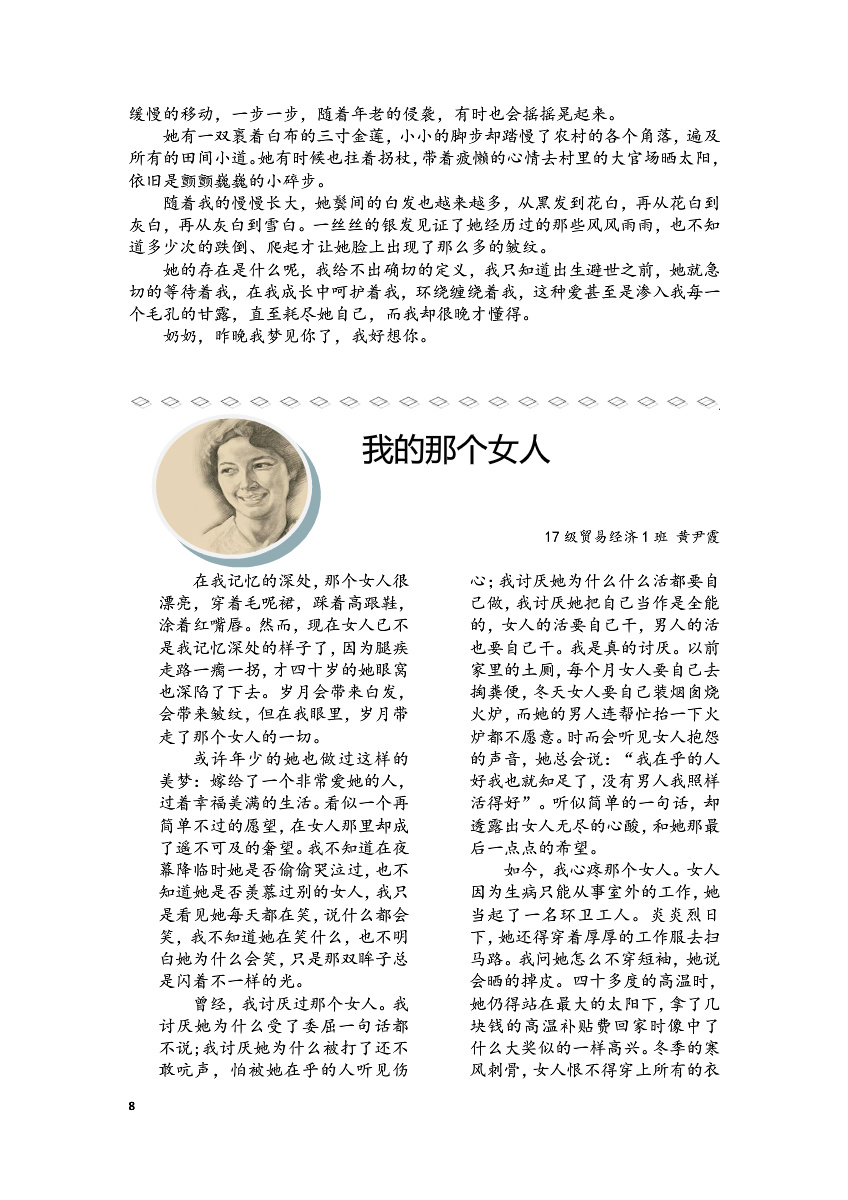 缓慢的移动，一步一步，随着年老的侵袭，有时也会摇摇晃起来。
她有一双裹着白布的三寸金莲，小小的脚步却踏慢了农村的各个角落，遍及
所有的田间小道。她有时候也拄着拐杖，带着疲懒的心情去村里的大官场晒太阳，
依旧是颤颤巍巍的小碎步。
随着我的慢慢长大，她鬓间的白发也越来越多，从黑发到花白，再从花白到
灰白，再从灰白到雪白。一丝丝的银发见证了她经历过的那些风风雨雨，也不知
道多少次的跌倒、爬起才让她脸上出现了那么多的皱纹。
她的存在是什么呢，我给不出确切的定义，我只知道出生避世之前，她就急
切的等待着我，在我成长中呵护着我，环绕缠绕着我，这种爱甚至是渗入我每一
个毛孔的甘露，直至耗尽她自己，而我却很晚才懂得。
奶奶，昨晚我梦见你了，我好想你。
我的那个女人
17 级贸易经济 1 班 黄尹霞
在我记忆的深处，那个女人很
漂亮，穿着毛呢裙，踩着高跟鞋，
涂着红嘴唇。然而，现在女人已不
是我记忆深处的样子了，因为腿疾
走路一瘸一拐，才四十岁的她眼窝
也深陷了下去。岁月会带来白发，
会带来皱纹，但在我眼里，岁月带
走了那个女人的一切。
或许年少的她也做过这样的
美梦：嫁给了一个非常爱她的人，
过着幸福美满的生活。看似一个再
简单不过的愿望，在女人那里却成
了遥不可及的奢望。我不知道在夜
幕降临时她是否偷偷哭泣过，也不
知道她是否羡慕过别的女人，我只
是看见她每天都在笑，说什么都会
笑，我不知道她在笑什么，也不明
白她为什么会笑，只是那双眸子总
是闪着不一样的光。
曾经，我讨厌过那个女人。我
讨厌她为什么受了委屈一句话都
不说；我讨厌她为什么被打了还不
敢吭声，怕被她在乎的人听见伤
心；我讨厌她为什么什么活都要自
己做，我讨厌她把自己当作是全能
的，女人的活要自己干，男人的活
也要自己干。我是真的讨厌。以前
家里的土厕，每个月女人要自己去
掏粪便，冬天女人要自己装烟囱烧
火炉，而她的男人连帮忙抬一下火
炉都不愿意。时而会听见女人抱怨
的声音，她总会说：“我在乎的人
好我也就知足了，没有男人我照样
活得好”。听似简单的一句话，却
透露出女人无尽的心酸，和她那最
后一点点的希望。
如今，我心疼那个女人。女人
因为生病只能从事室外的工作，她
当起了一名环卫工人。炎炎烈日
下，她还得穿着厚厚的工作服去扫
马路。我问她怎么不穿短袖，她说
会晒的掉皮。四十多度的高温时，
她仍得站在最大的太阳下，拿了几
块钱的高温补贴费回家时像中了
什么大奖似的一样高兴。冬季的寒
风刺骨，女人恨不得穿上所有的衣
8